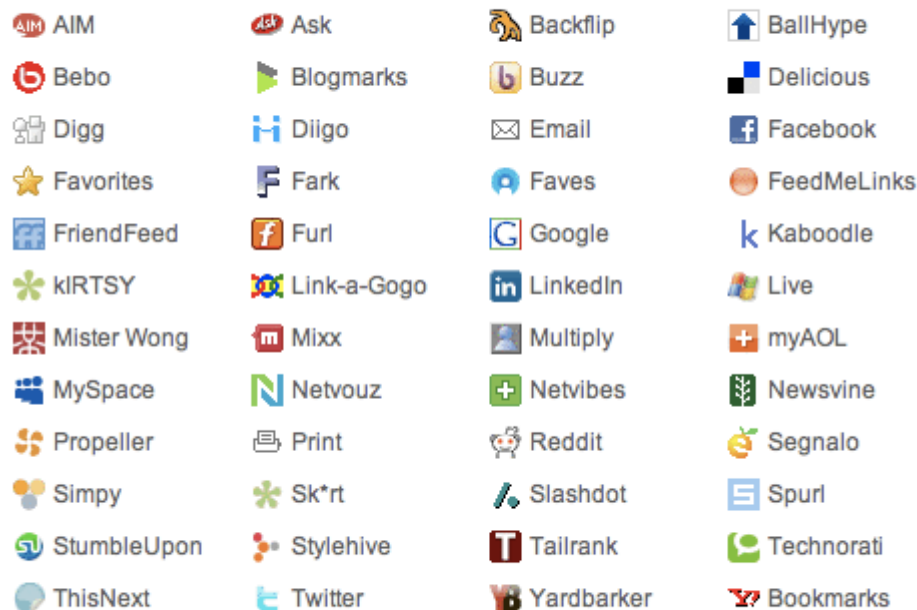 AIM Ask Backflip BallHype
Bebo Blogmarks Buzz Delicious
Digg Diigo Email Facebook
Favorites Fark Faves FeedMeLinks
FriendFeed Furl Google Kaboodle
kIRTSY Link-a-Gogo LinkedIn Live
Mister Wong Mixx Multiply myAOL
MySpace Netvouz Netvibes Newsvine
Propeller Print Reddit Segnalo
Simpy Sk*rt Slashdot Spurl
StumbleUpon Stylehive Tailrank Technorati
ThisNext Twitter Yardbarker Bookmarks